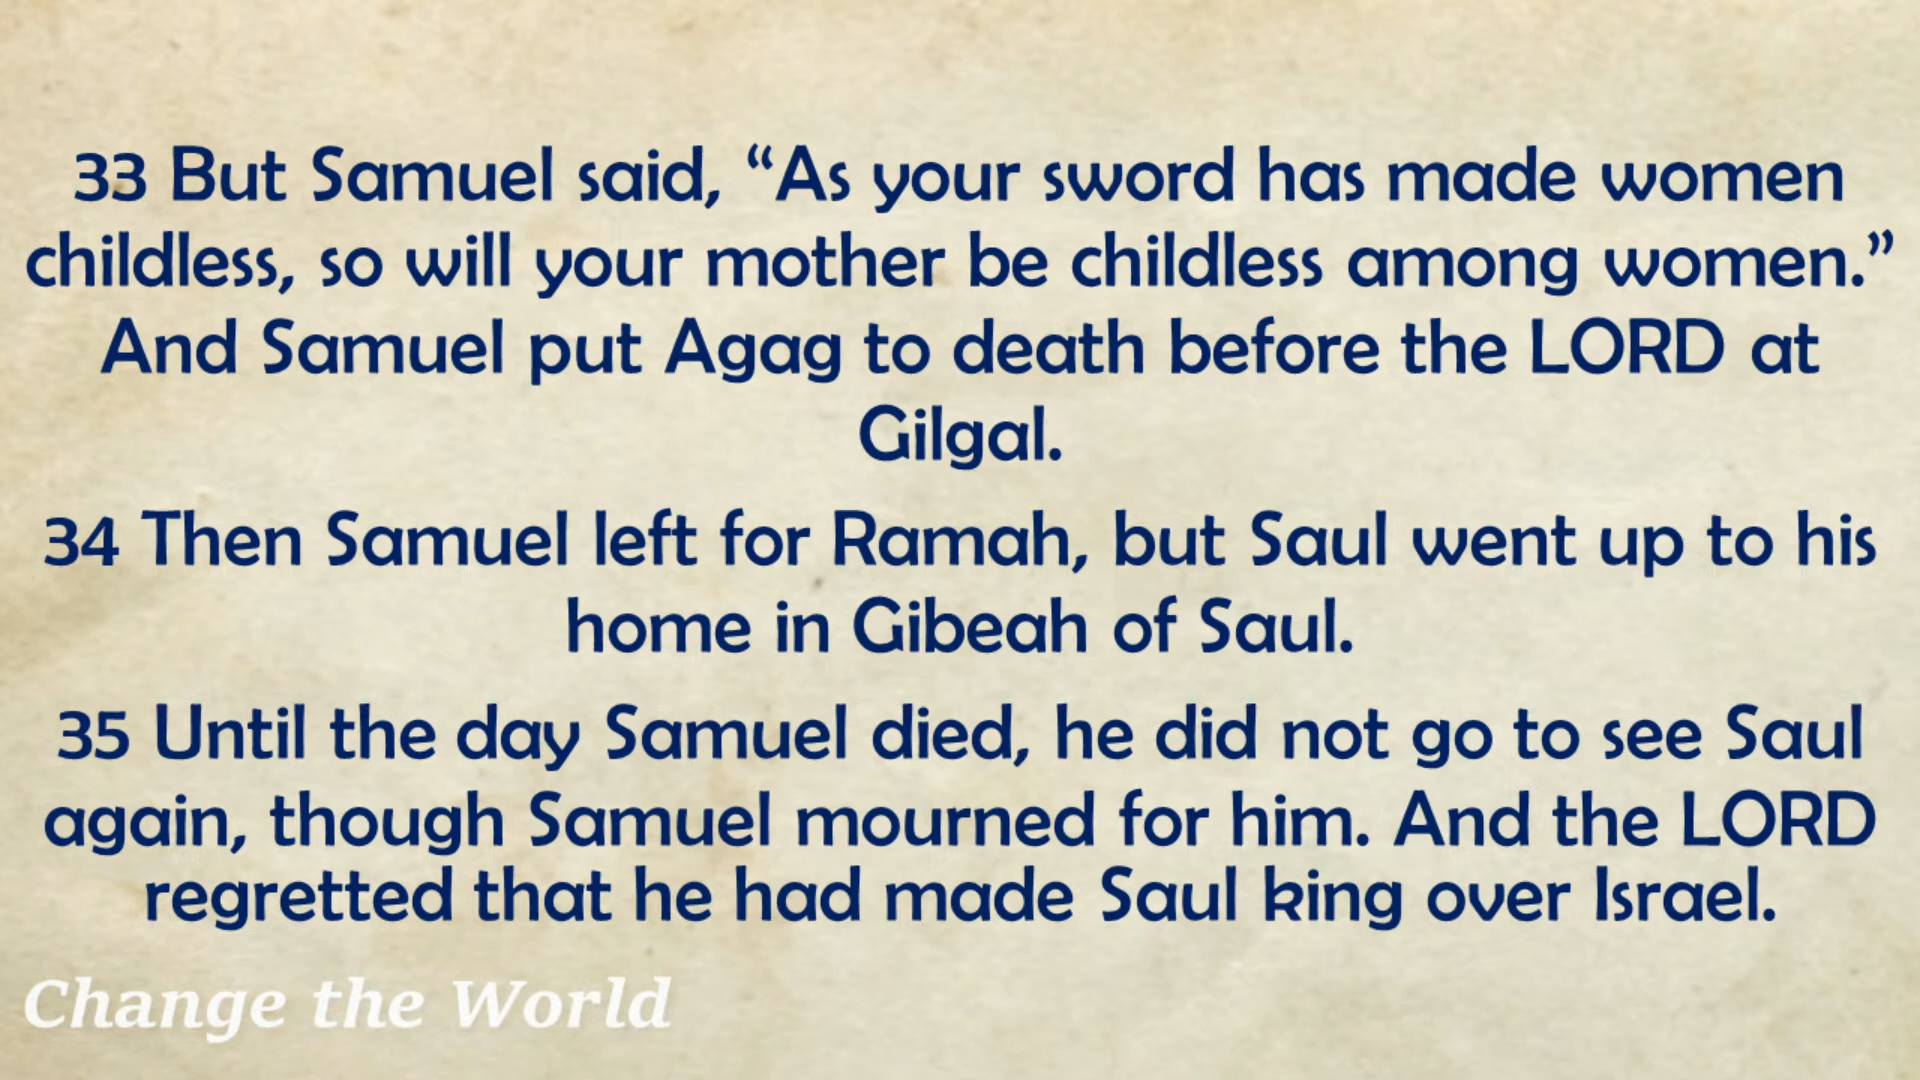 33 But Samuel said, “As your sword has made women
childless, so will your mother be childless among women.”
And Samuel put Agag to death before the LORD at
Gilgal.
34 Then Samuel left for Ramah, but Saul went up to his
home in Gibeah of Saul.
35 Until the day Samuel died, he did not go to see Saul
again, though Samuel mourned for him. And the LORD
regretted that he had made Saul king over Israel.
Change the World